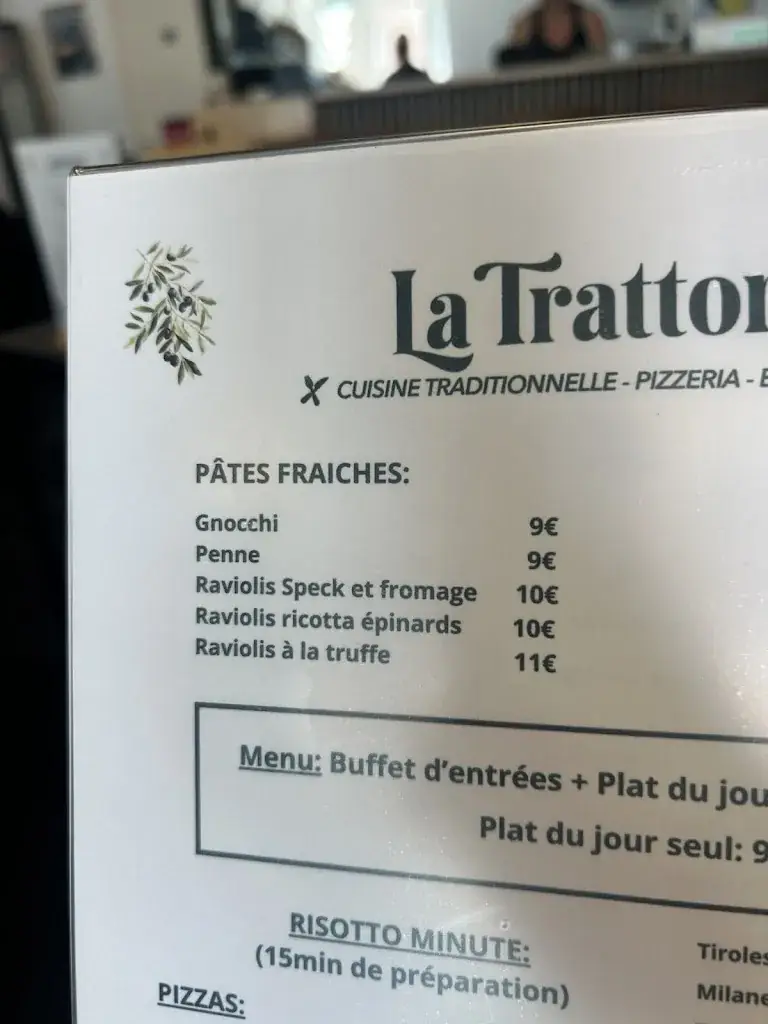 La Trattor
CUISINE TRADITIONNELLE - PIZZERIA -
PÂTES FRAICHES:
Gnocchi 9€
Penne 9€
Raviolis Speck et fromage 10€
Raviolis ricotta épinards 10€
Raviolis à la truffe 11€
Menu: Buffet d'entrées + Plat du jou
Plat du jour seul: 9
RISOTTO MINUTE:
(15min de préparation)
Tiroles
Milane
PIZZAS: